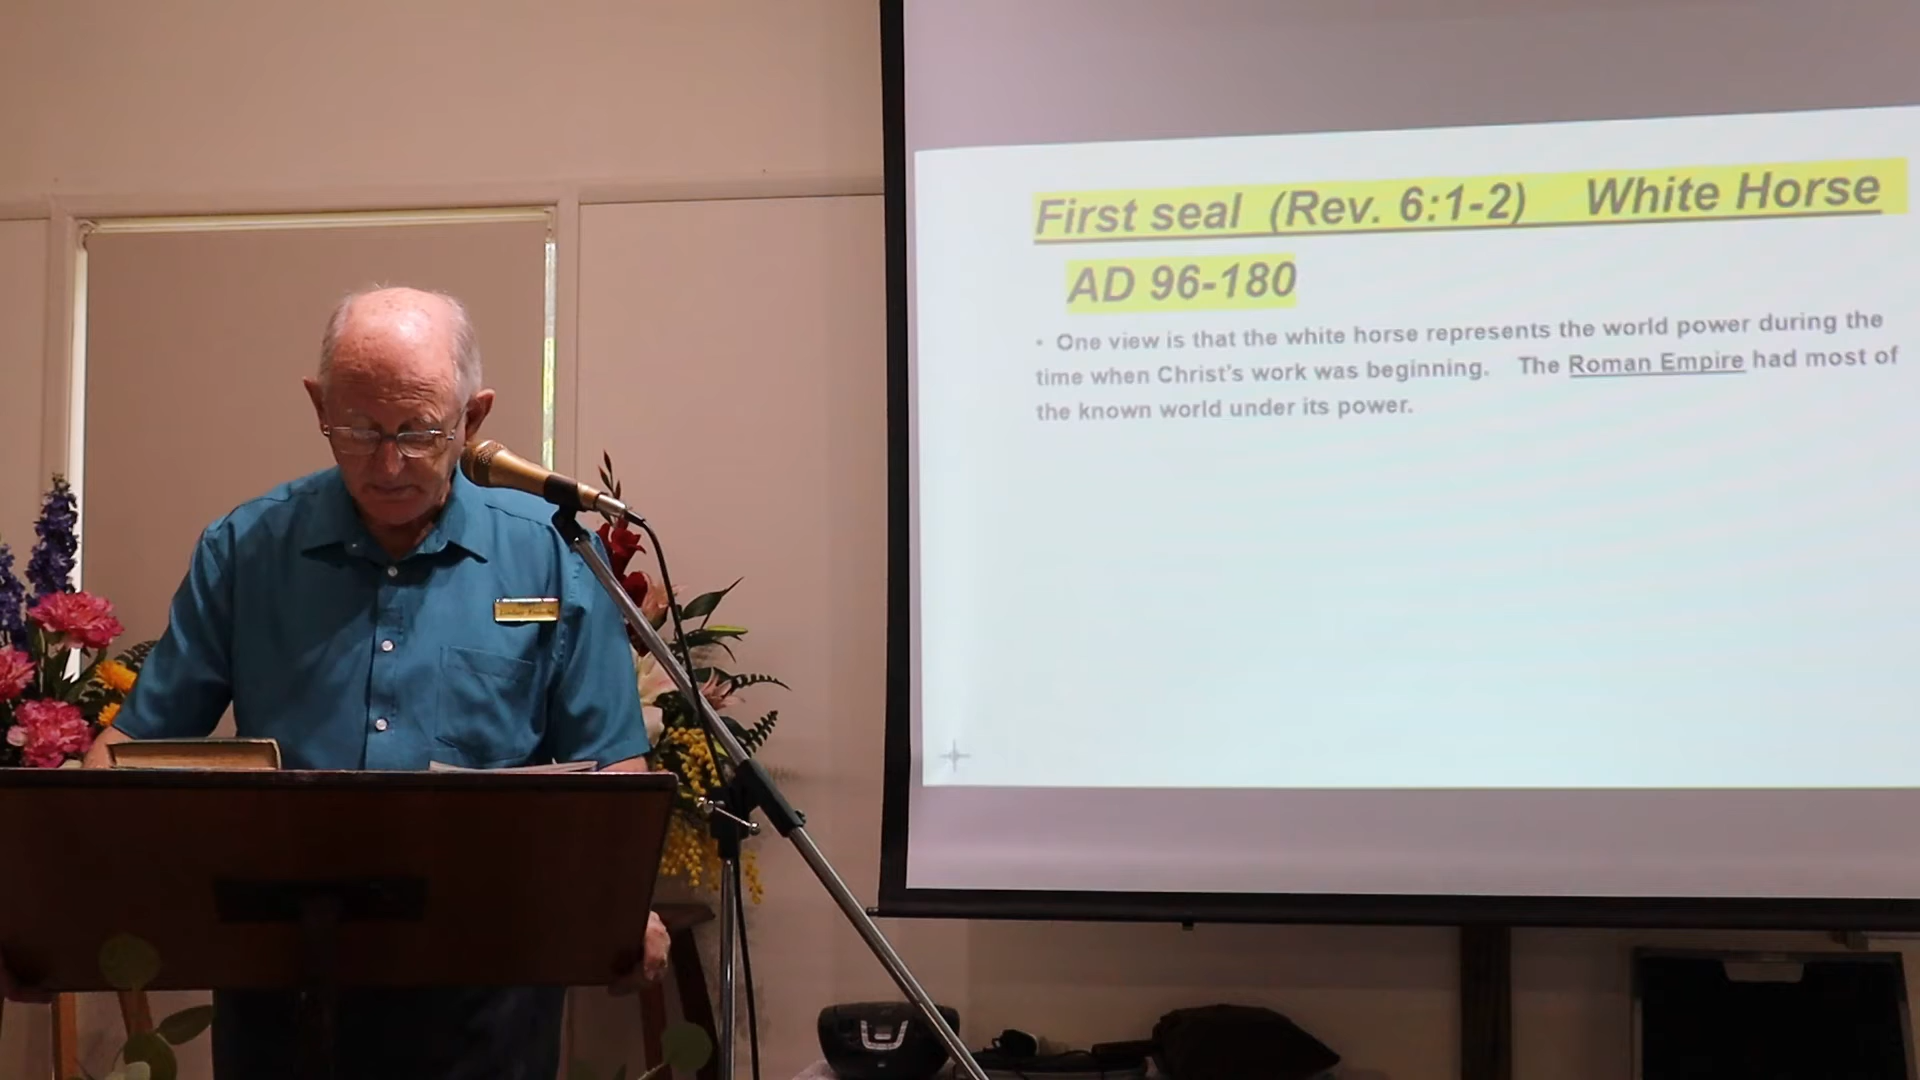 First seal (Rev. 6:1-2) White Horse
AD 96-180
• One view is that the white horse represents the world power during the
time when Christ's work was beginning. The Roman Empire had most of
the known world under its power.